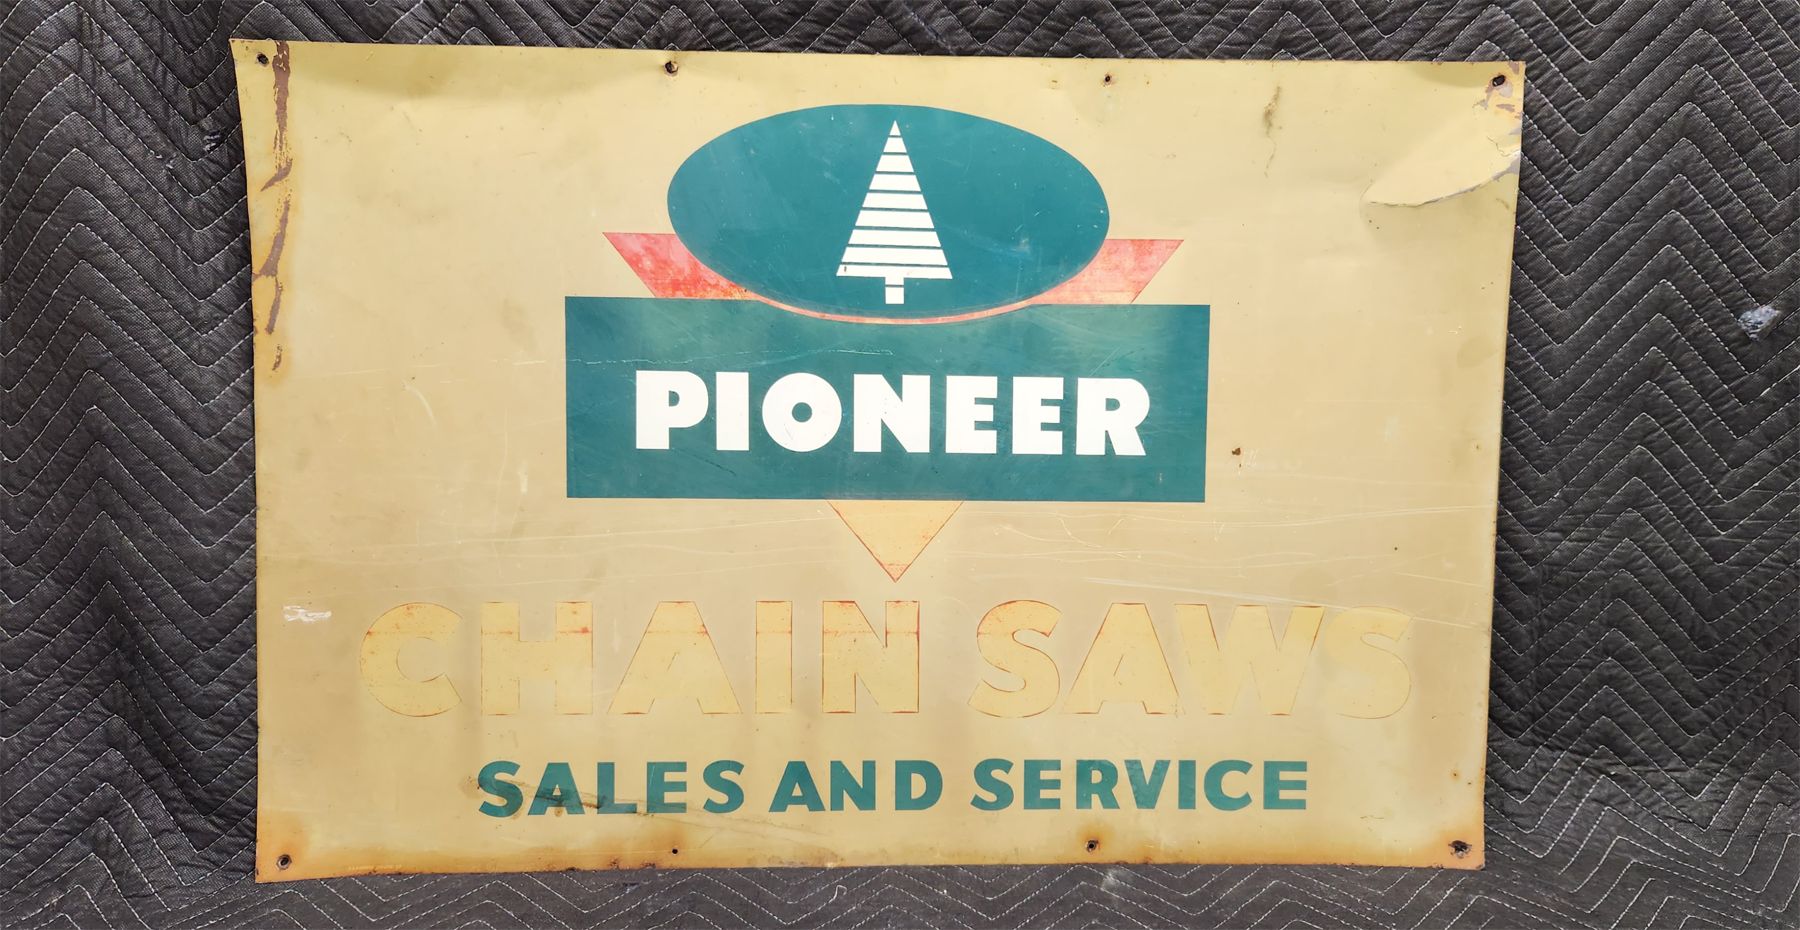 PIONEER
CHAIN SAWS
SALES AND SERVICE